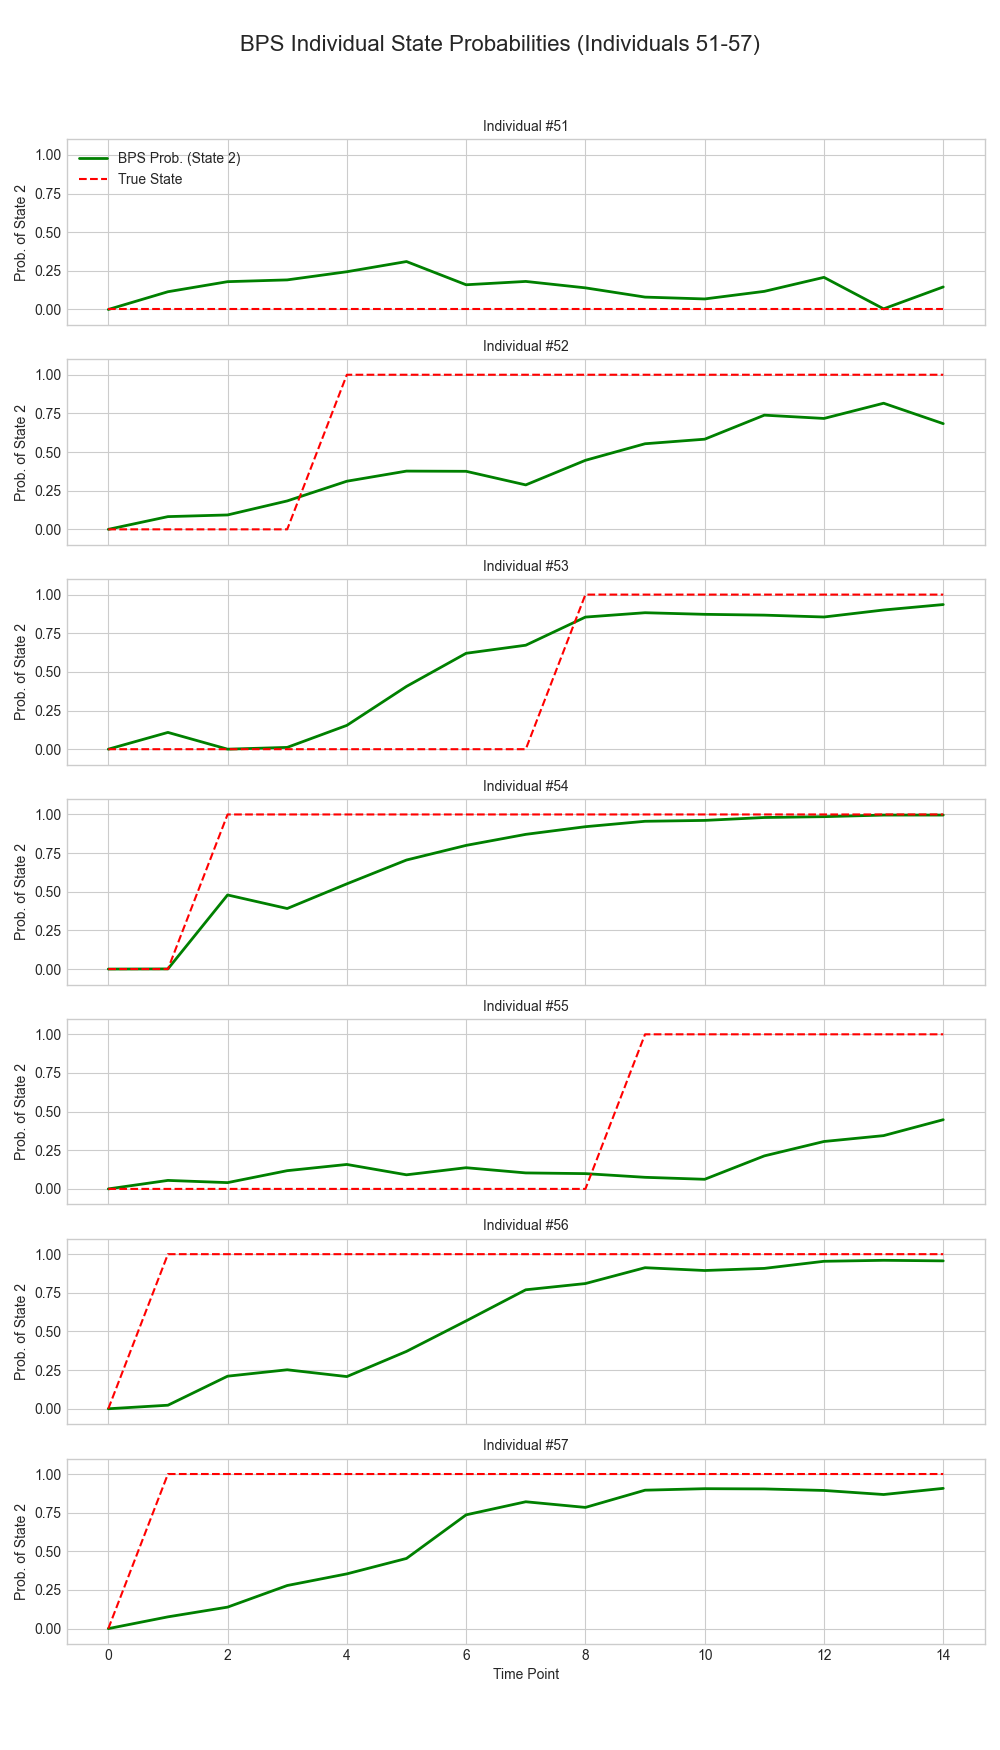 BPS Individual State Probabilities (Individuals 51-57)
Individual #51
BPS Prob. (State 2)
True State
Prob. of State 2
1.00
0.75
0.50
0.25
0.00
Individual #52
Prob. of State 2
1.00
0.75
0.50
0.25
0.00
Individual #53
Prob. of State 2
1.00
0.75
0.50
0.25
0.00
Individual #54
Prob. of State 2
1.00
0.75
0.50
0.25
0.00
Individual #55
Prob. of State 2
1.00
0.75
0.50
0.25
0.00
Individual #56
Prob. of State 2
1.00
0.75
0.50
0.25
0.00
Individual #57
Prob. of State 2
1.00
0.75
0.50
0.25
0.00
0 2 4 6 8 10 12 14
Time Point